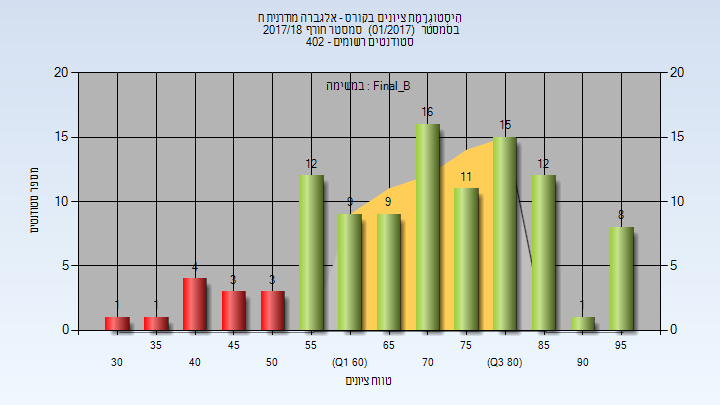 היסטוגרמת ציונים בקורס - אלגברה מודרנית ח
בסמסטר (01/2017) סמסטר חורף 2017/18
סטודנטים רשומים - 402
במשימה : Final_B
מספר סטודנטים
20 20
15 15
10 10
5 5
0 0
1 1 4 3 3 12 9 9 16 11 15 12 1 8
35 45 55 65 75 85 95
30 40 50 (Q1 60) 70 (Q3 80) 90
טווח ציונים